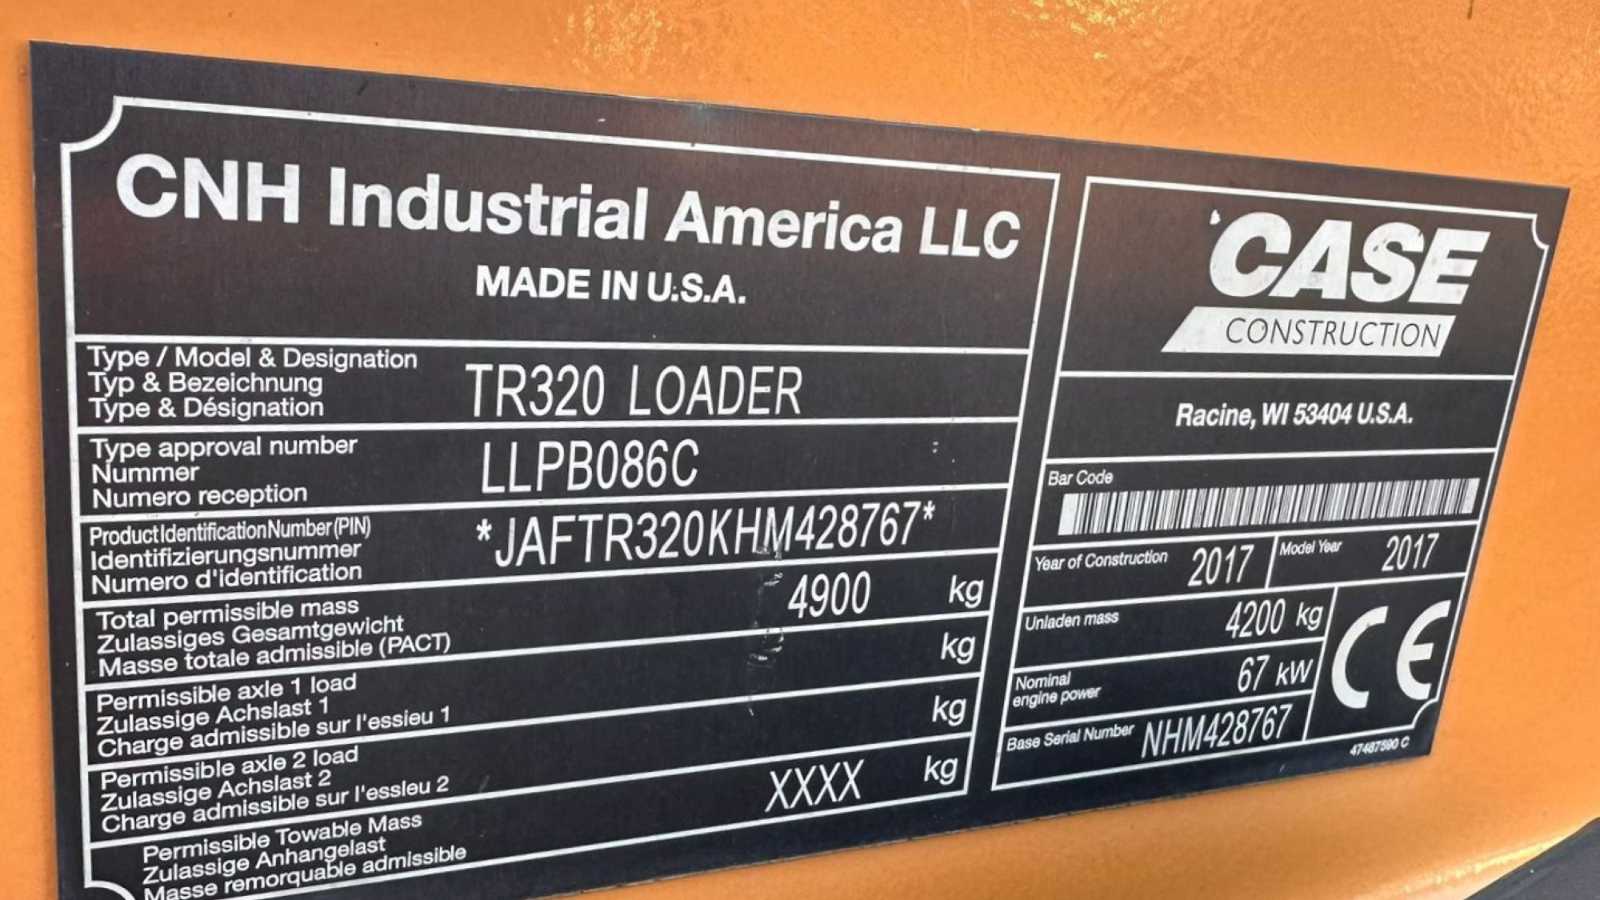 CNH Industrial America LLC
MADE IN U.S.A.
Type / Model & Designation
Typ & Bezeichnung
Type & Désignation
TR320 LOADER
Type approval number
Nummer
Numero reception
LLPB086C
Product Identification Number (PIN)
Identifizierungsnummer
Numero d'identification
*JAFTR320KHM428767*
Total permissible mass
Zulassiges Gesamtgewicht
Masse totale admissible (PACT)
4900 kg
Permissible axle 1 load
Zulassige Achslast 1
Charge admissible sur l'essieu 1
kg
Permissible axle 2 load
Zulassige Achslast 2
Charge admissible sur l'essieu 2
kg
Permissible Towable Mass
Zulassige Anhangelast
Masse remorquable admissible
XXXX kg
CASE
CONSTRUCTION
Racine, WI 53404 U.S.A.
Bar Code
Year of Construction 2017
Model Year 2017
Unladen mass 4200 kg
Nominal
engine power 67 kW
Base Serial Number NHM428767
CE
47487590 C